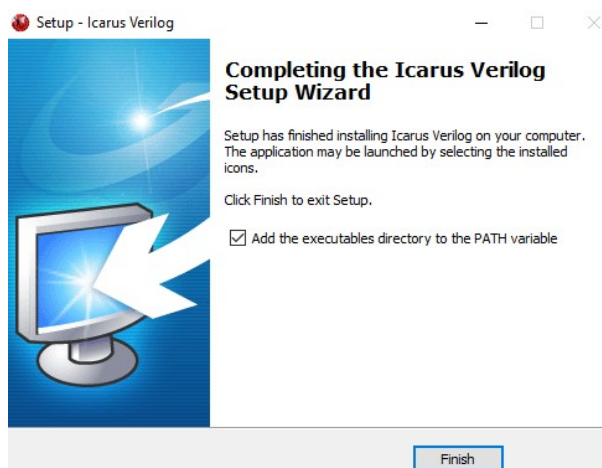 Setup - Icarus Verilog
Completing the Icarus Verilog
Setup Wizard
Setup has finished installing Icarus Verilog on your computer.
The application may be launched by selecting the installed
icons.
Click Finish to exit Setup.
Add the executables directory to the PATH variable
Finish